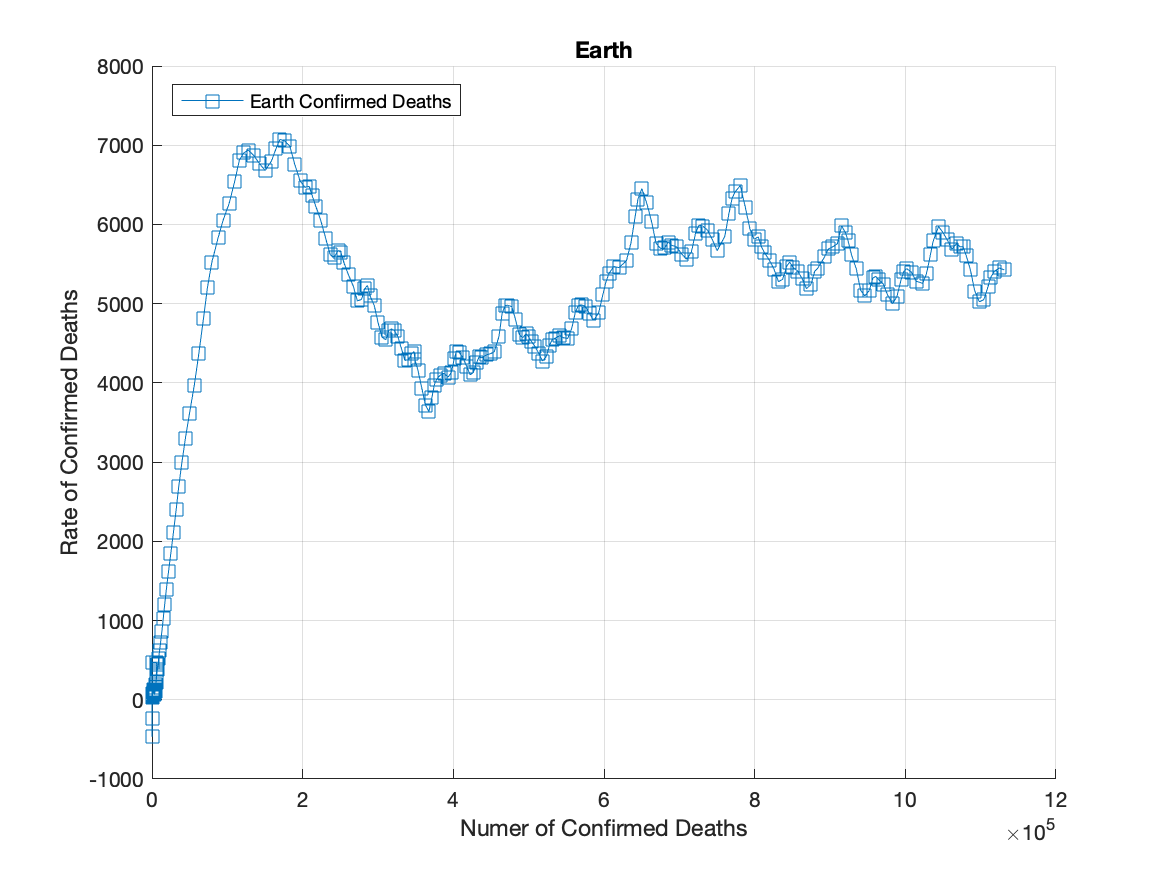 Earth
8000
Earth Confirmed Deaths
7000
6000
5000
4000
3000
2000
1000
0
-1000
Rate of Confirmed Deaths
0 2 4 6 8 10 12
Numer of Confirmed Deaths
×10^5